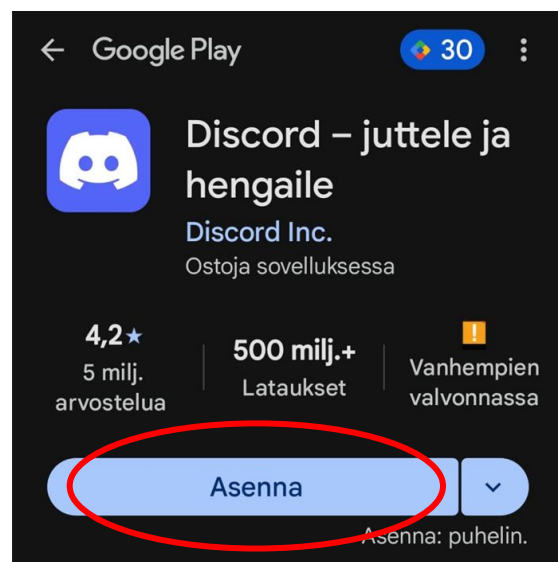 Google Play
30
Discord – juttele ja
hengaile
Discord Inc.
Ostoja sovelluksessa
4,2★
5 milj.
arvostelua
500 milj.+
Lataukset
Vanhempien
valvonnassa
Asenna
Asenna: puhelin.